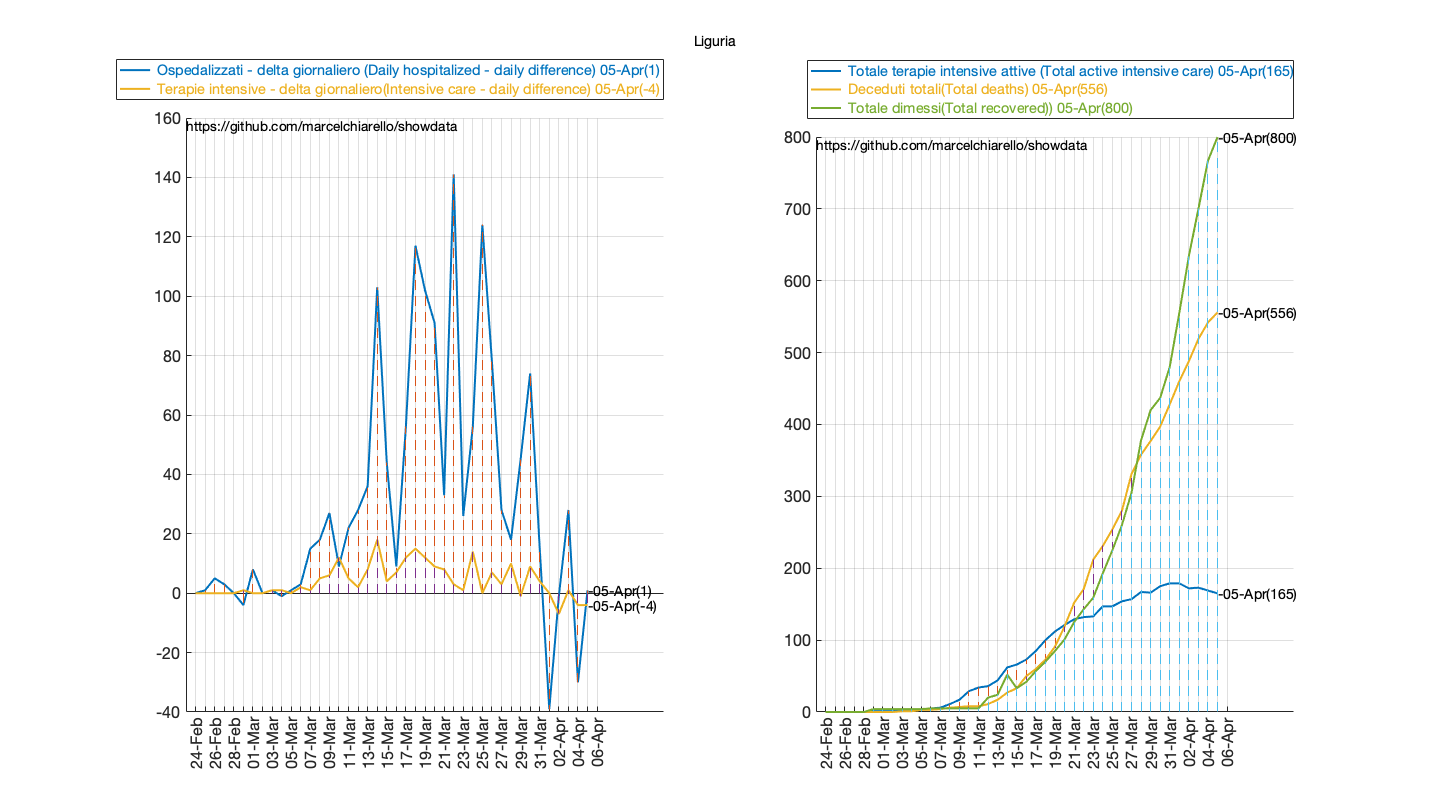 Liguria
Ospedalizzati - delta giornaliero (Daily hospitalized - daily difference) 05-Apr(1)
Terapie intensive - delta giornaliero(Intensive care - daily difference) 05-Apr(-4)
https://github.com/marcelchiarello/showdata
160
140
120
100
80
60
40
20
0
-20
-40
-05-Apr(1)
-05-Apr(-4)
24-Feb
26-Feb
28-Feb
01-Mar
03-Mar
05-Mar
07-Mar
09-Mar
11-Mar
13-Mar
15-Mar
17-Mar
19-Mar
21-Mar
23-Mar
25-Mar
27-Mar
29-Mar
31-Mar
02-Apr
04-Apr
06-Apr
Totale terapie intensive attive (Total active intensive care) 05-Apr(165)
Deceduti totali(Total deaths) 05-Apr(556)
Totale dimessi(Total recovered)) 05-Apr(800)
https://github.com/marcelchiarello/showdata
800
700
600
500
400
300
200
100
0
-05-Apr(800)
-05-Apr(556)
-05-Apr(165)
24-Feb
26-Feb
28-Feb
01-Mar
03-Mar
05-Mar
07-Mar
09-Mar
11-Mar
13-Mar
15-Mar
17-Mar
19-Mar
21-Mar
23-Mar
25-Mar
27-Mar
29-Mar
31-Mar
02-Apr
04-Apr
06-Apr